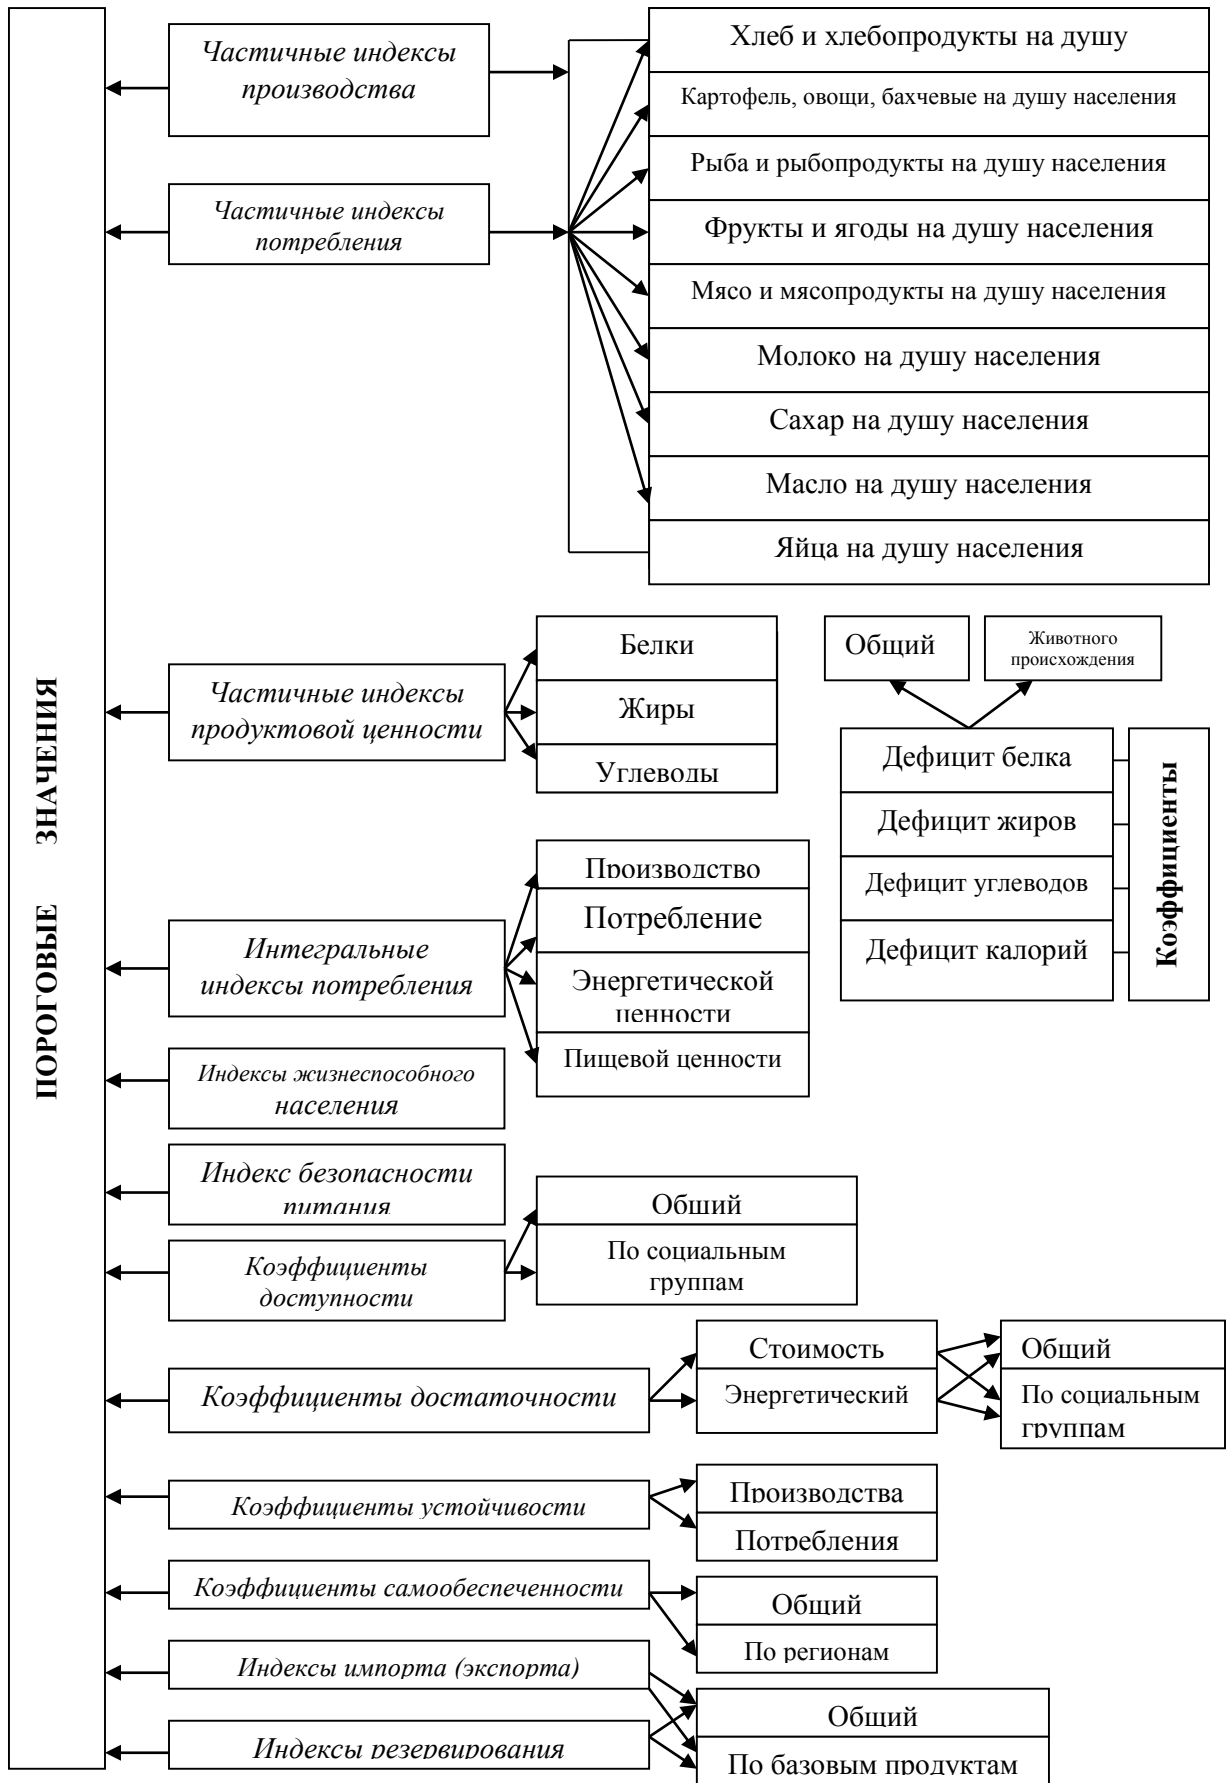 ПОРОГОВЫЕ ЗНАЧЕНИЯ
Частичные индексы
производства
Хлеб и хлебопродукты на душу
Картофель, овощи, бахчевые на душу населения
Рыба и рыбопродукты на душу населения
Частичные индексы
потребления
Фрукты и ягоды на душу населения
Мясо и мясопродукты на душу населения
Молоко на душу населения
Сахар на душу населения
Масло на душу населения
Яйца на душу населения
Частичные индексы
продуктовой ценности
Белки
Жиры
Углеводы
Общий
Животного
происхождения
Дефицит белка
Дефицит жиров
Дефицит углеводов
Дефицит калорий
Коэффициенты
Интегральные
индексы потребления
Производство
Потребление
Энергетической
ценности
Пищевой ценности
Индексы жизнеспособного
населения
Индекс безопасности
питания
Коэффициенты
доступности
Общий
По социальным
группам
Коэффициенты достаточности
Стоимость
Энергетический
Общий
По социальным
группам
Коэффициенты устойчивости
Производства
Потребления
Коэффициенты самообеспеченности
Общий
По регионам
Индексы импорта (экспорта)
Индексы резервирования
Общий
По базовым продуктам